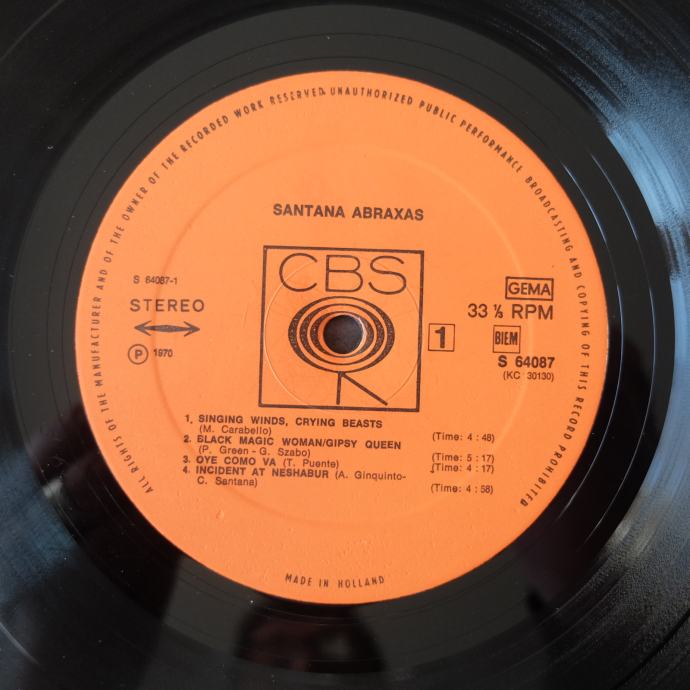 ALL RIGHTS OF THE MANUFACTURER AND OF THE OWNER OF THE RECORDED WORK RESERVED UNAUTHORIZED PUBLIC PERFORMANCE BROADCASTING AND COPYING OF THIS RECORD PROHIBITED
SANTANA ABRAXAS
CBS
S 64087-1
STEREO
℗ 1970
GEMA
33 ⅓ RPM
1
BIEM
S 64087
(KC 30130)
1, SINGING WINDS, CRYING BEASTS
(M. Carabello) (Time: 4 : 48)
2. BLACK MAGIC WOMAN/GIPSY QUEEN
(P. Green - G. Szabo) (Time: 5 : 17)
3. OYE COMO VA (T. Puente) (Time: 4 : 17)
4. INCIDENT AT NESHABUR (A. Ginquinto-
C. Santana) (Time: 4 : 58)
MADE IN HOLLAND